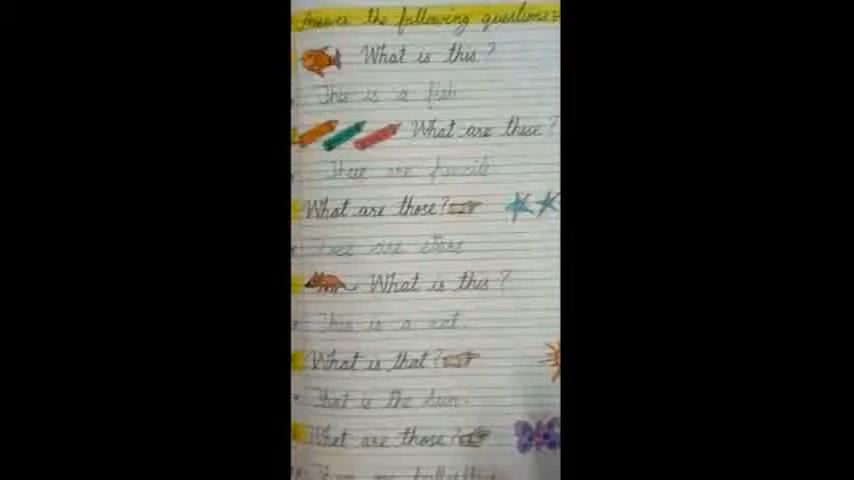 Answer the following questions:-
What is this?
This is a fish
What are these?
These are pencils
What are those?
Those are stars
What is this?
This is a rat.
What is that?
That is the sun.
What are those?